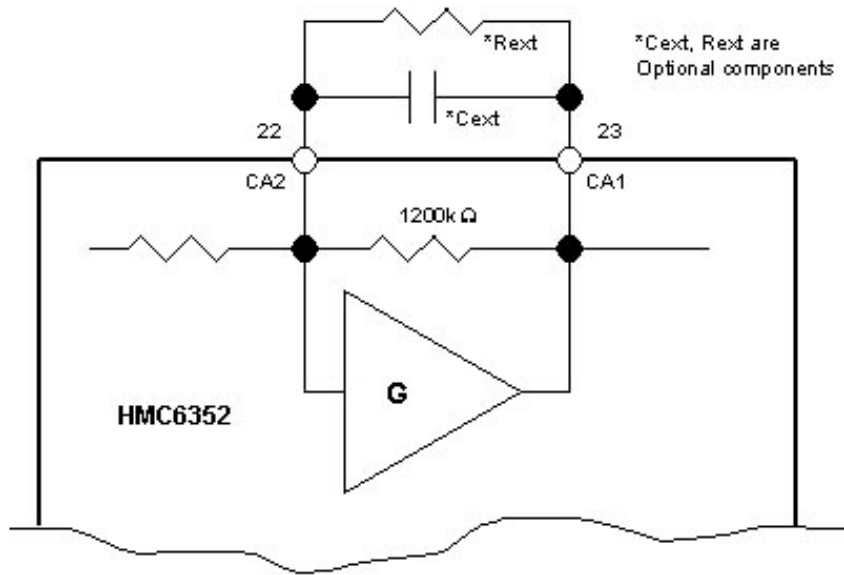 *Rext
*Cext, Rext are
Optional components
*Cext
22
23
CA2
CA1
1200k Ω
G
HMC6352